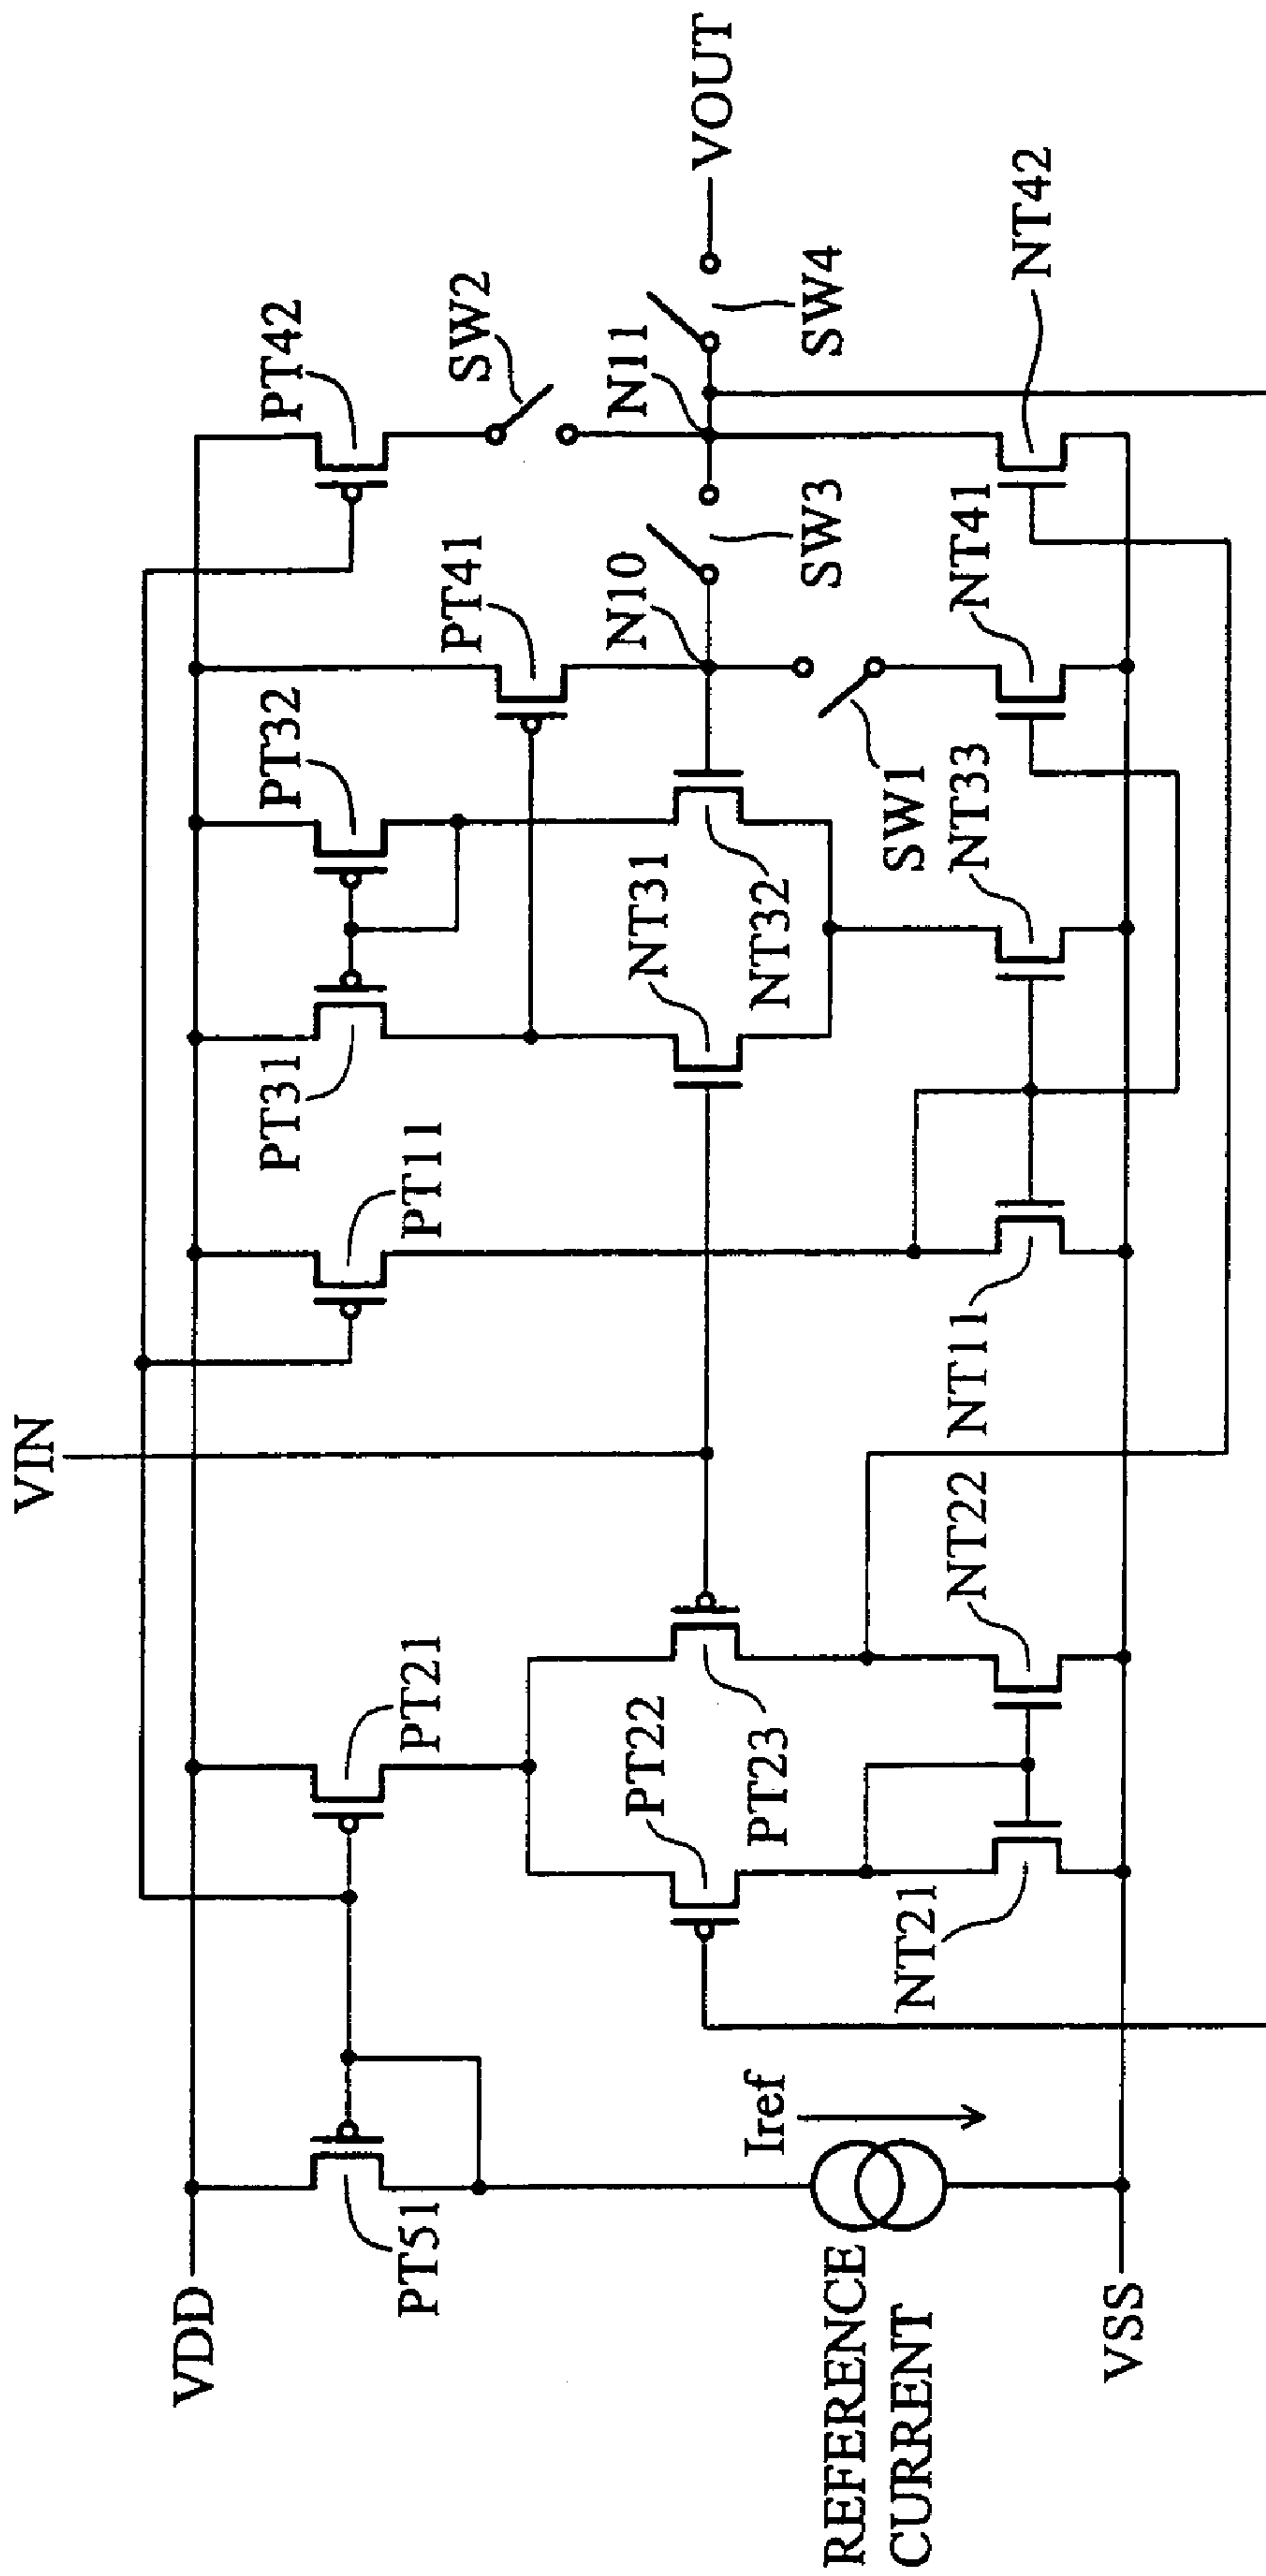 VIN
VDD
PT51
PT21
PT11
PT31
PT32
PT41
PT42
SW2
PT22
PT23
NT31
NT32
N10
N11
SW3
SW4
VOUT
SW1
Iref
REFERENCE
CURRENT
NT21
NT22
NT11
NT33
NT41
NT42
VSS